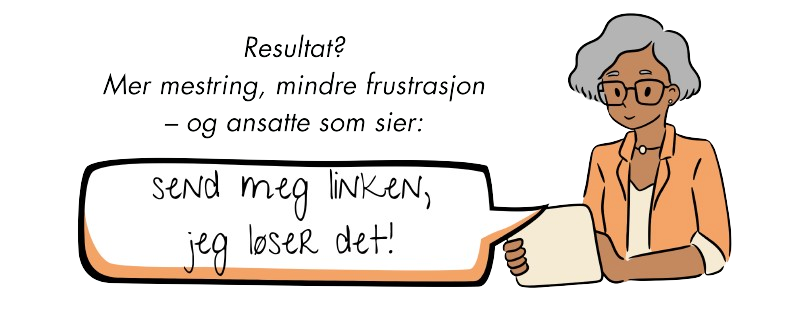 Resultat?
Mer mestring, mindre frustrasjon
– og ansatte som sier:
send meg linken,
jeg løser det!